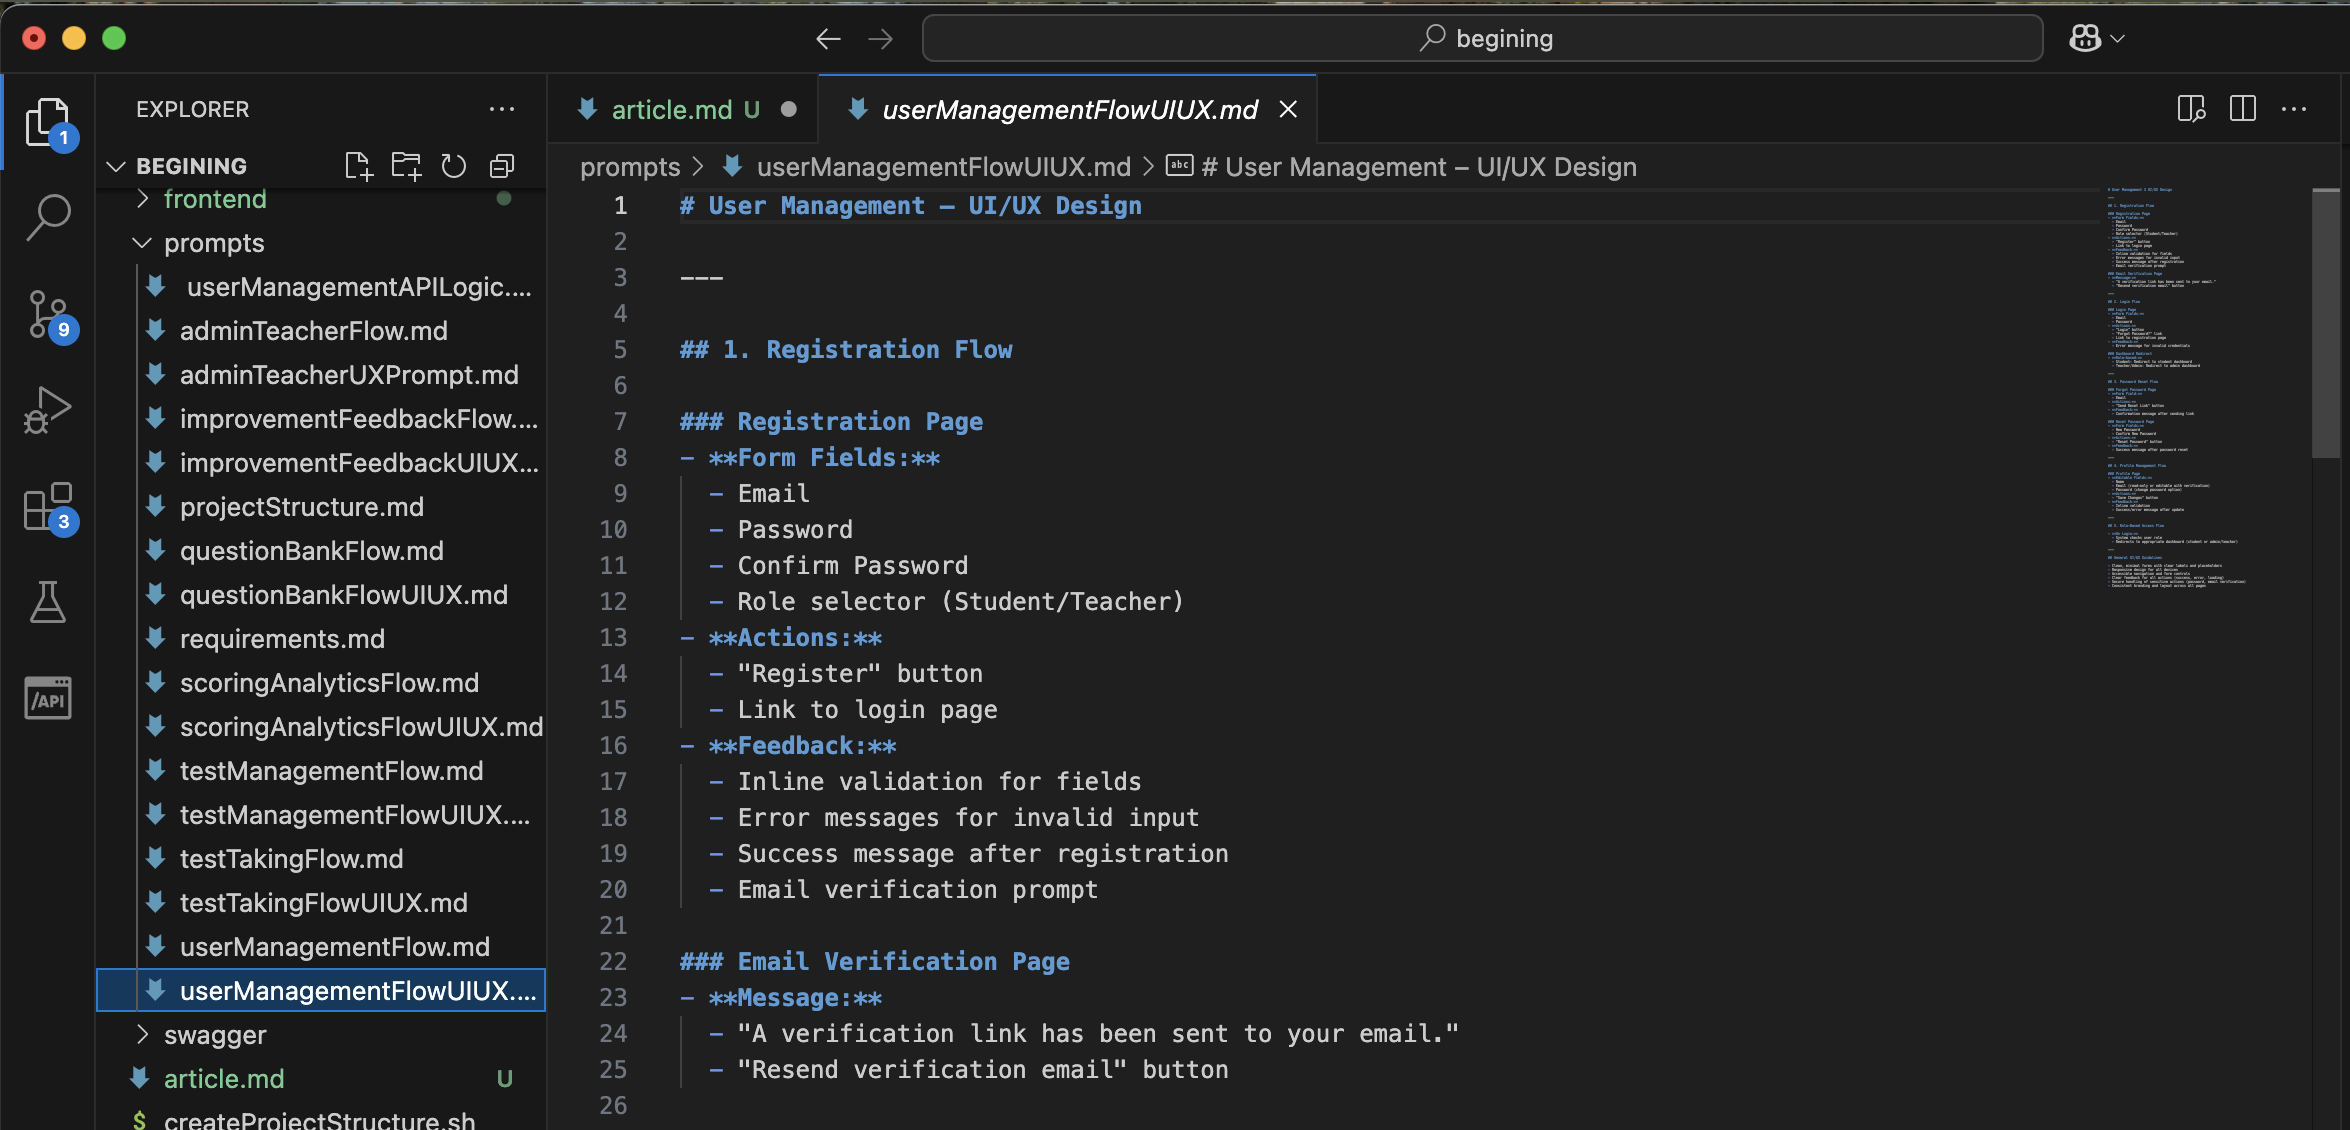 begining
EXPLORER
BEGINING
frontend
prompts
userManagementAPILogic....
adminTeacherFlow.md
adminTeacherUXPrompt.md
improvementFeedbackFlow....
improvementFeedbackUIUX...
projectStructure.md
questionBankFlow.md
questionBankFlowUIUX.md
requirements.md
scoringAnalyticsFlow.md
scoringAnalyticsFlowUIUX.md
testManagementFlow.md
testManagementFlowUIUX....
testTakingFlow.md
testTakingFlowUIUX.md
userManagementFlow.md
userManagementFlowUIUX....
swagger
article.md U
$ createProjectStructure.sh
1
9
3
/API
article.md U
userManagementFlowUIUX.md
prompts > userManagementFlowUIUX.md > abc # User Management – UI/UX Design
1 # User Management – UI/UX Design
2
3 ---
4
5 ## 1. Registration Flow
6
7 ### Registration Page
8 - **Form Fields:**
9 - Email
10 - Password
11 - Confirm Password
12 - Role selector (Student/Teacher)
13 - **Actions:**
14 - "Register" button
15 - Link to login page
16 - **Feedback:**
17 - Inline validation for fields
18 - Error messages for invalid input
19 - Success message after registration
20 - Email verification prompt
21
22 ### Email Verification Page
23 - **Message:**
24 - "A verification link has been sent to your email."
25 - "Resend verification email" button
26